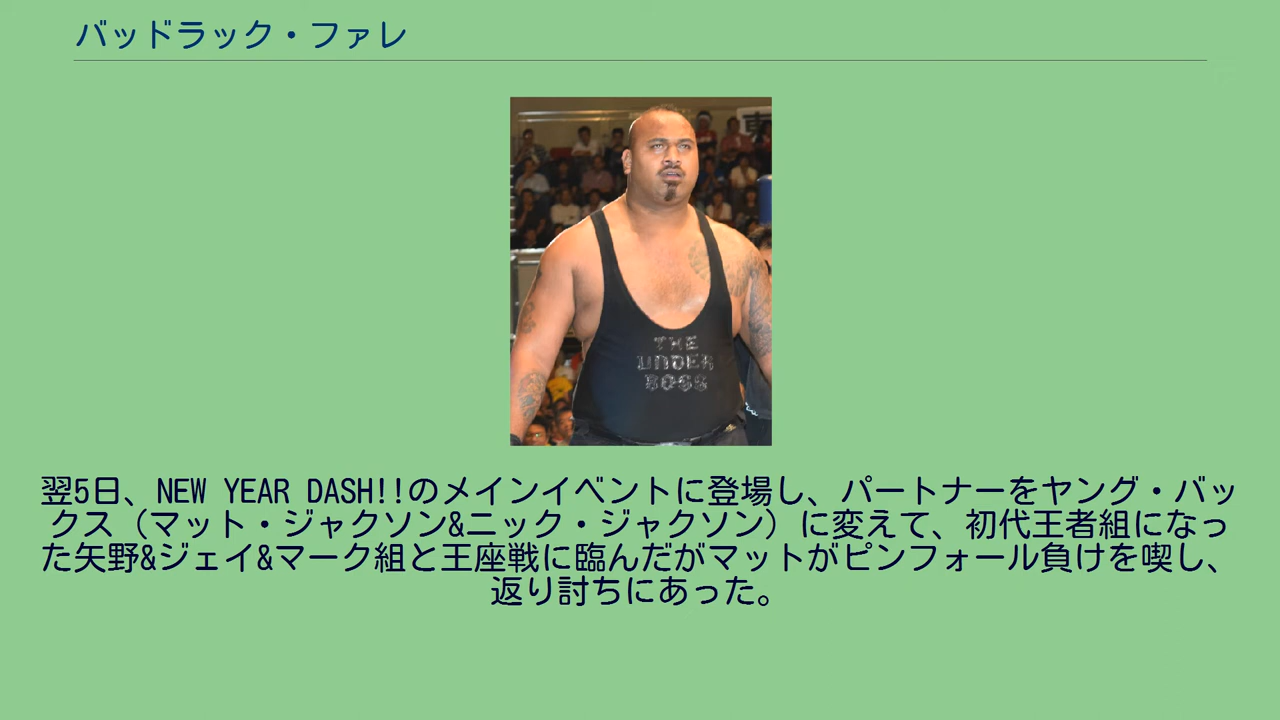 バッドラック・ファレ
東
THE
UNDER
BOSS
翌5日、NEW YEAR DASH!!のメインイベントに登場し、パートナーをヤング・バッ
クス（マット・ジャクソン&ニック・ジャクソン）に変えて、初代王者組になっ
た矢野&ジェイ&マーク組と王座戦に臨んだがマットがピンフォール負けを喫し、
返り討ちにあった。